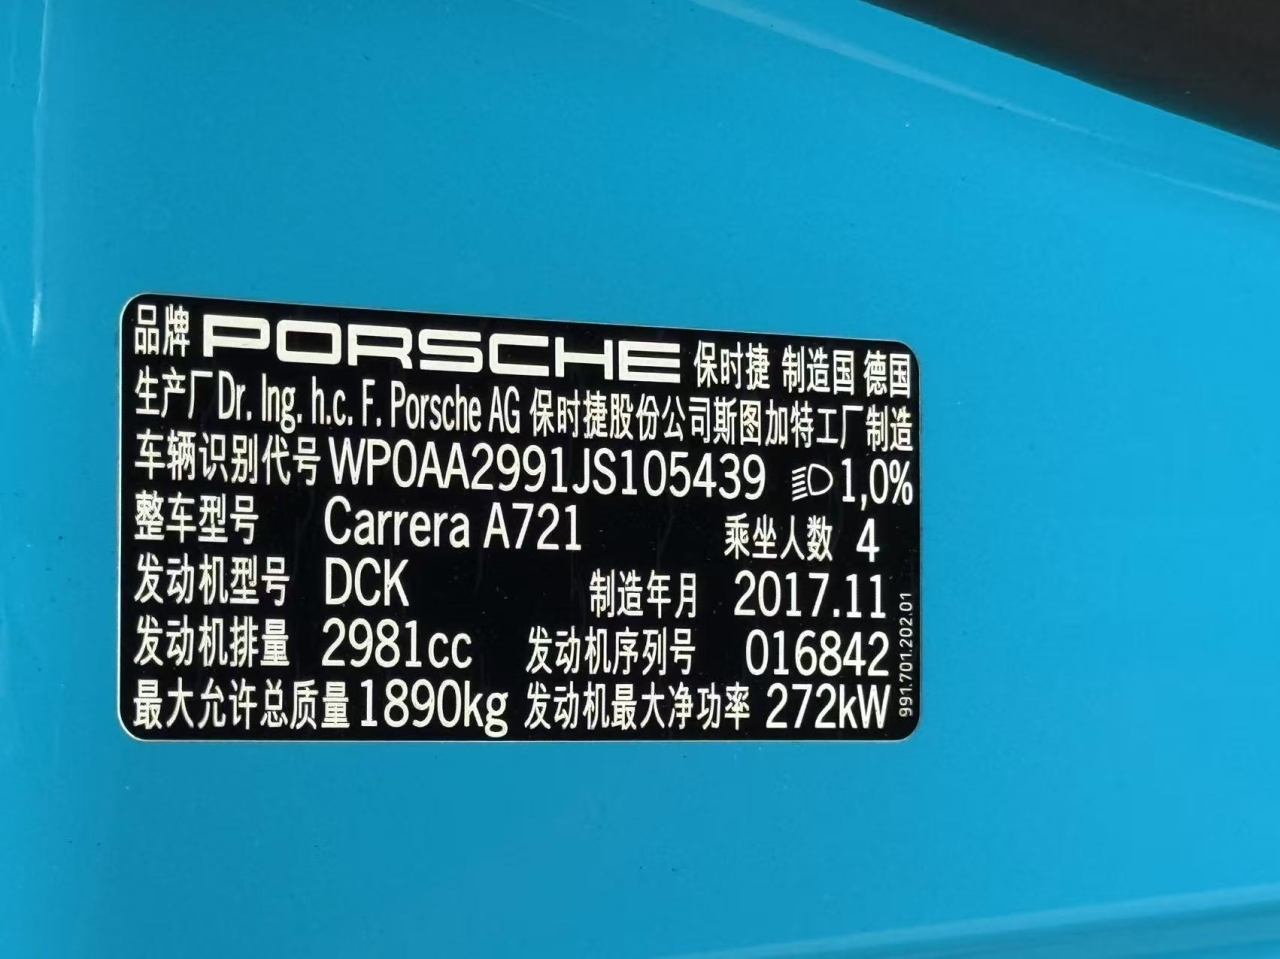 品牌 PORSCHE 保时捷 制造国 德国
生产厂 Dr. Ing. h.c. F. Porsche AG 保时捷股份公司斯图加特工厂制造
车辆识别代号 WP0AA2991JS105439 1,0%
整车型号 Carrera A721 乘坐人数 4
发动机型号 DCK 制造年月 2017.11
发动机排量 2981cc 发动机序列号 016842
最大允许总质量 1890kg 发动机最大净功率 272kW
991.701.202.01